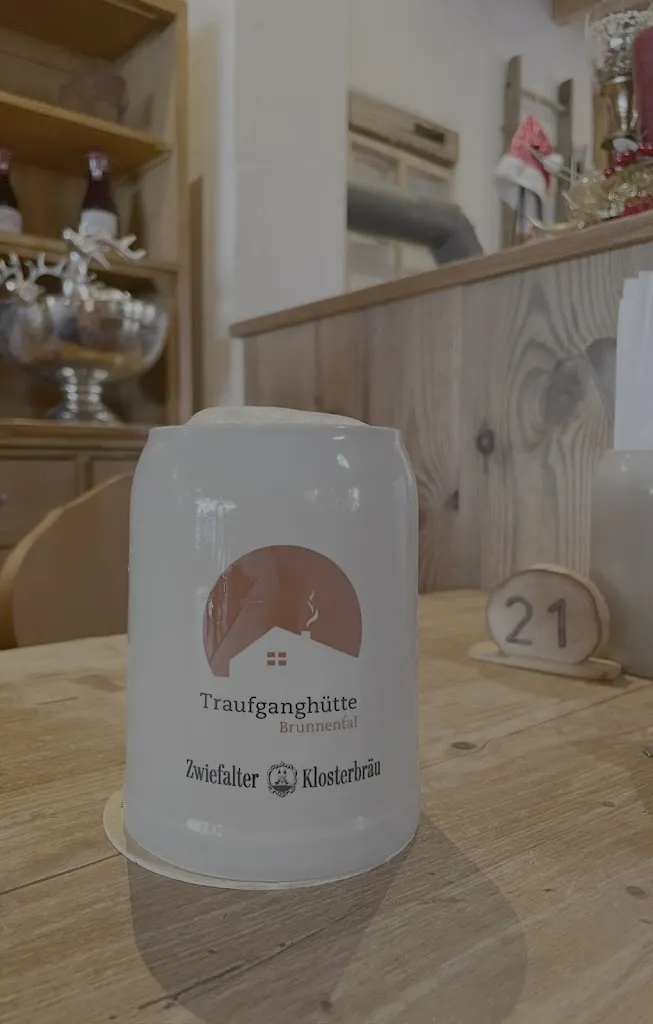 Traufganghütte
Brunnental
Zwiefalter Klosterbräu
21